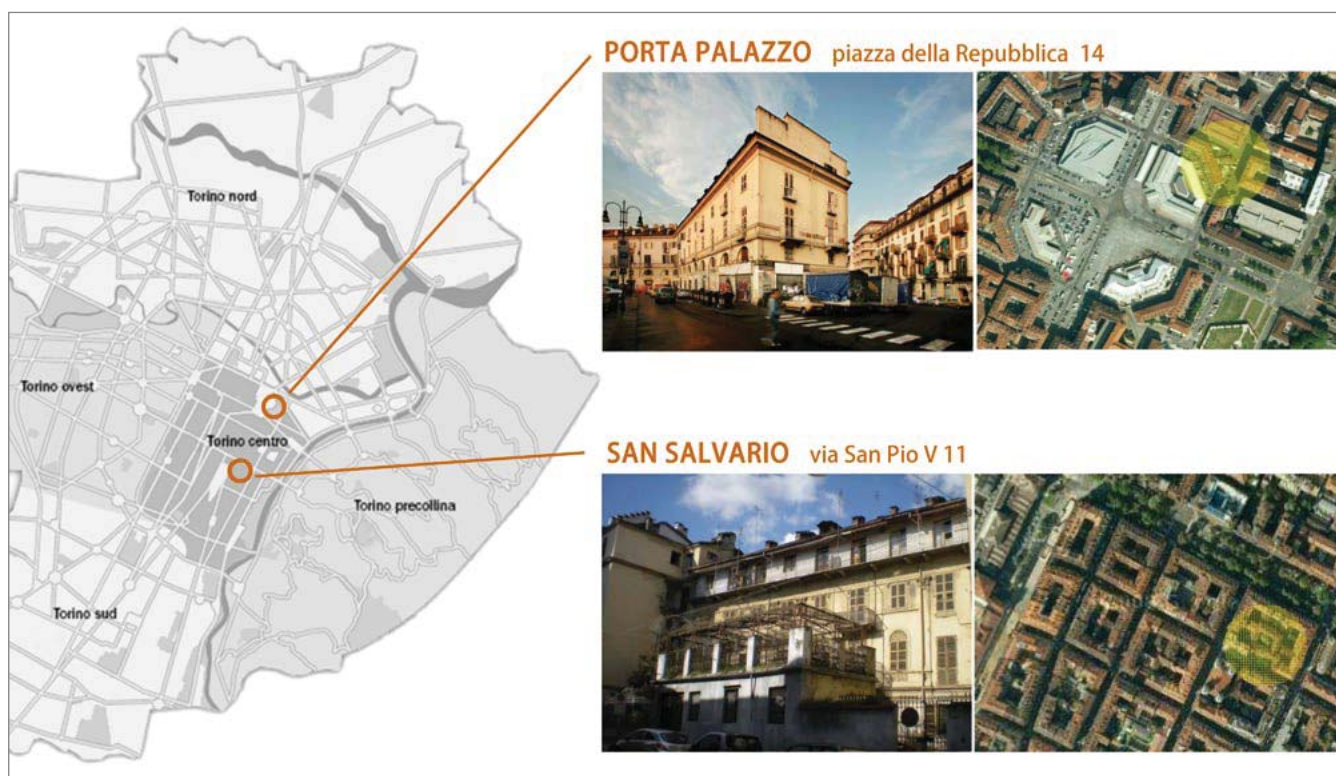 PORTA PALAZZO piazza della Repubblica 14
Torino nord
Torino ovest
Torino centro
SAN SALVARIO via San Pio V 11
Torino precollina
Torino sud